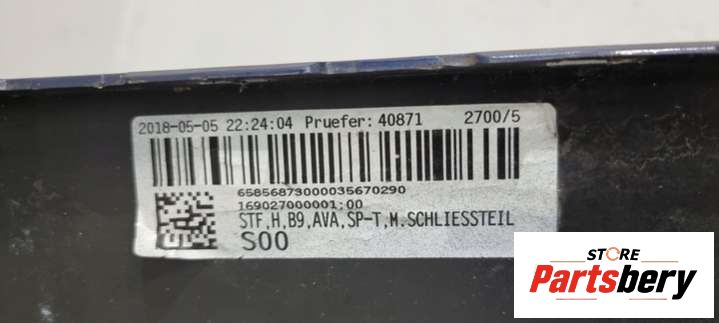 2018-05-05 22:24:04 Pruefer:40871 2700/5
65856873000035670290
169027000001:00
STF,H,B9,AVA,SP-T,M.SCHLIESSTEIL
S00
STORE
Partsbery